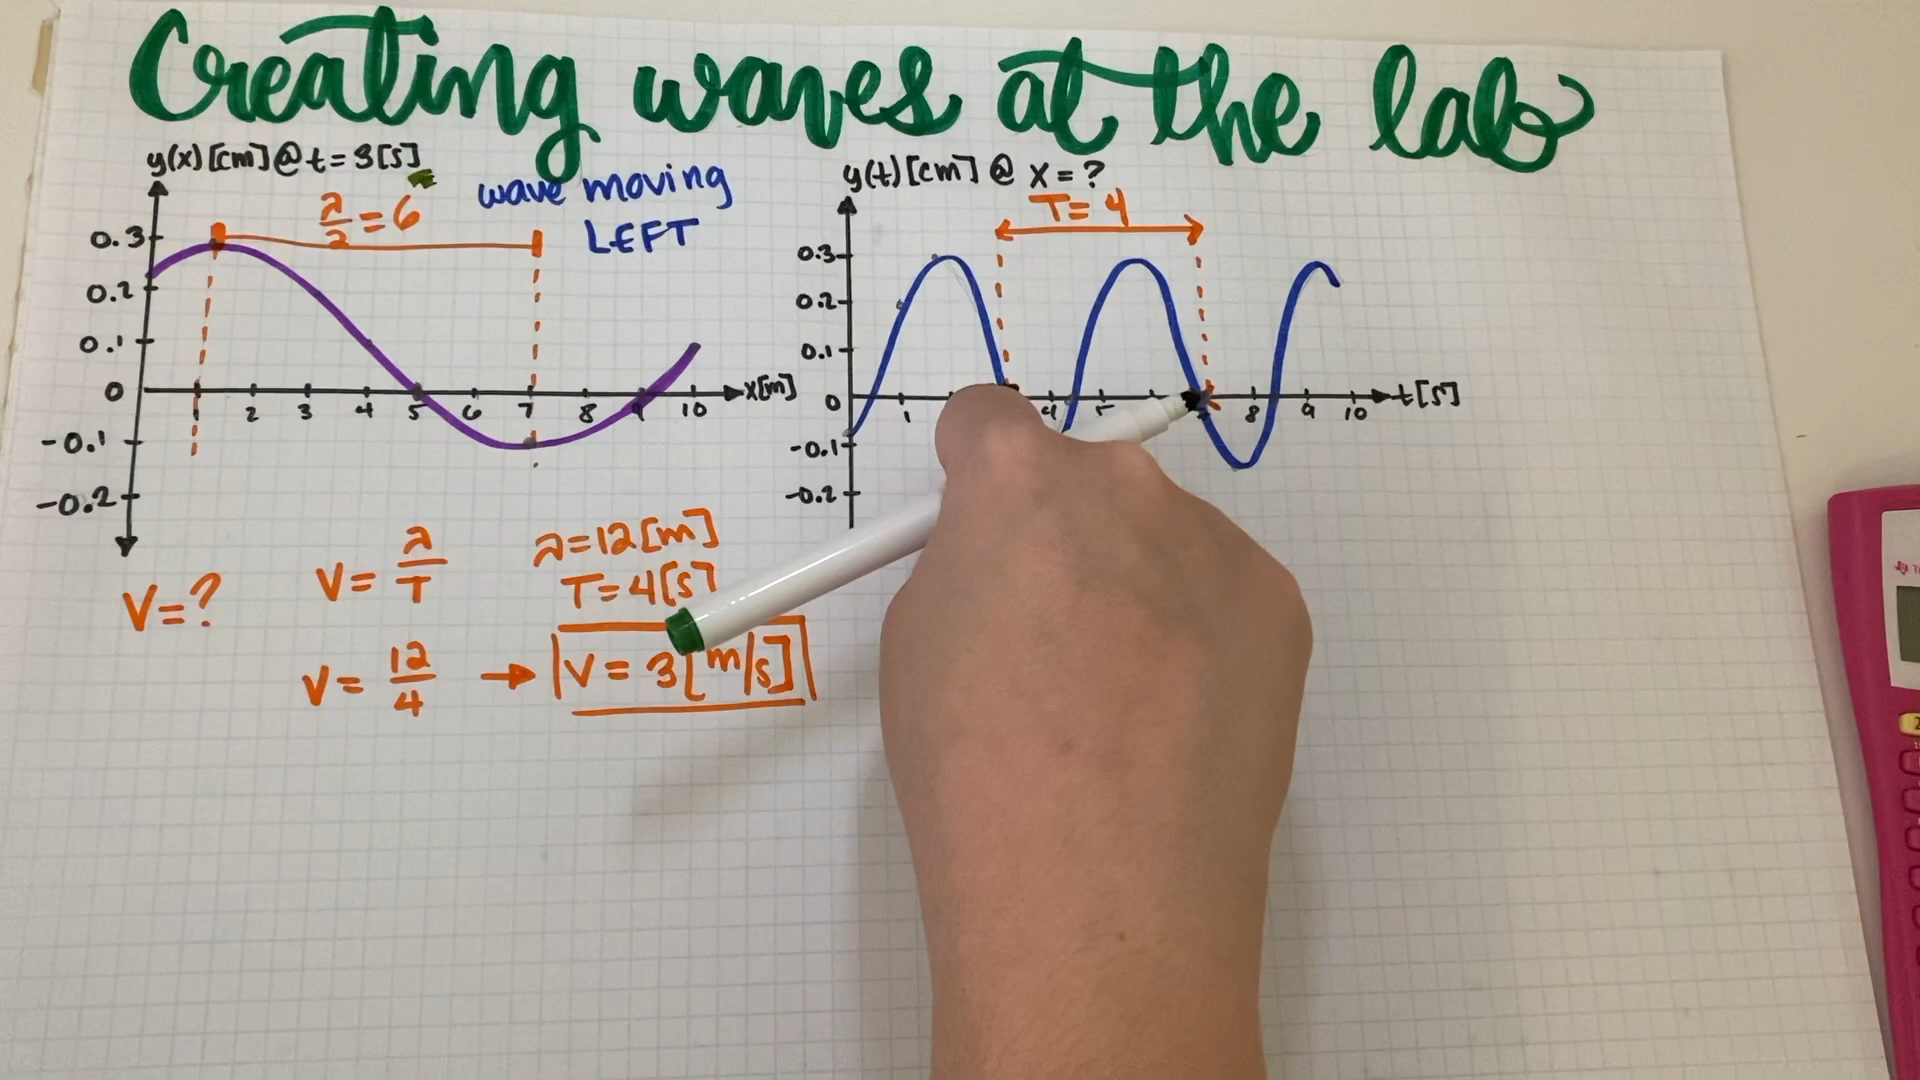 Creating waves at the lab
y(x)[cm]@t=3[s]
λ/2=6
wave moving
LEFT
0.3
0.2
0.1
0
-0.1
-0.2
1 2 3 4 5 6 7 8 9 10
x[m]
y(t)[cm]@ x=?
T=4
0.3
0.2
0.1
0
-0.1
-0.2
1 4 5 8 9 10
t[s]
V=?
V=λ/T
λ=12[m]
T=4[s]
V=12/4
→ V=3[m/s]